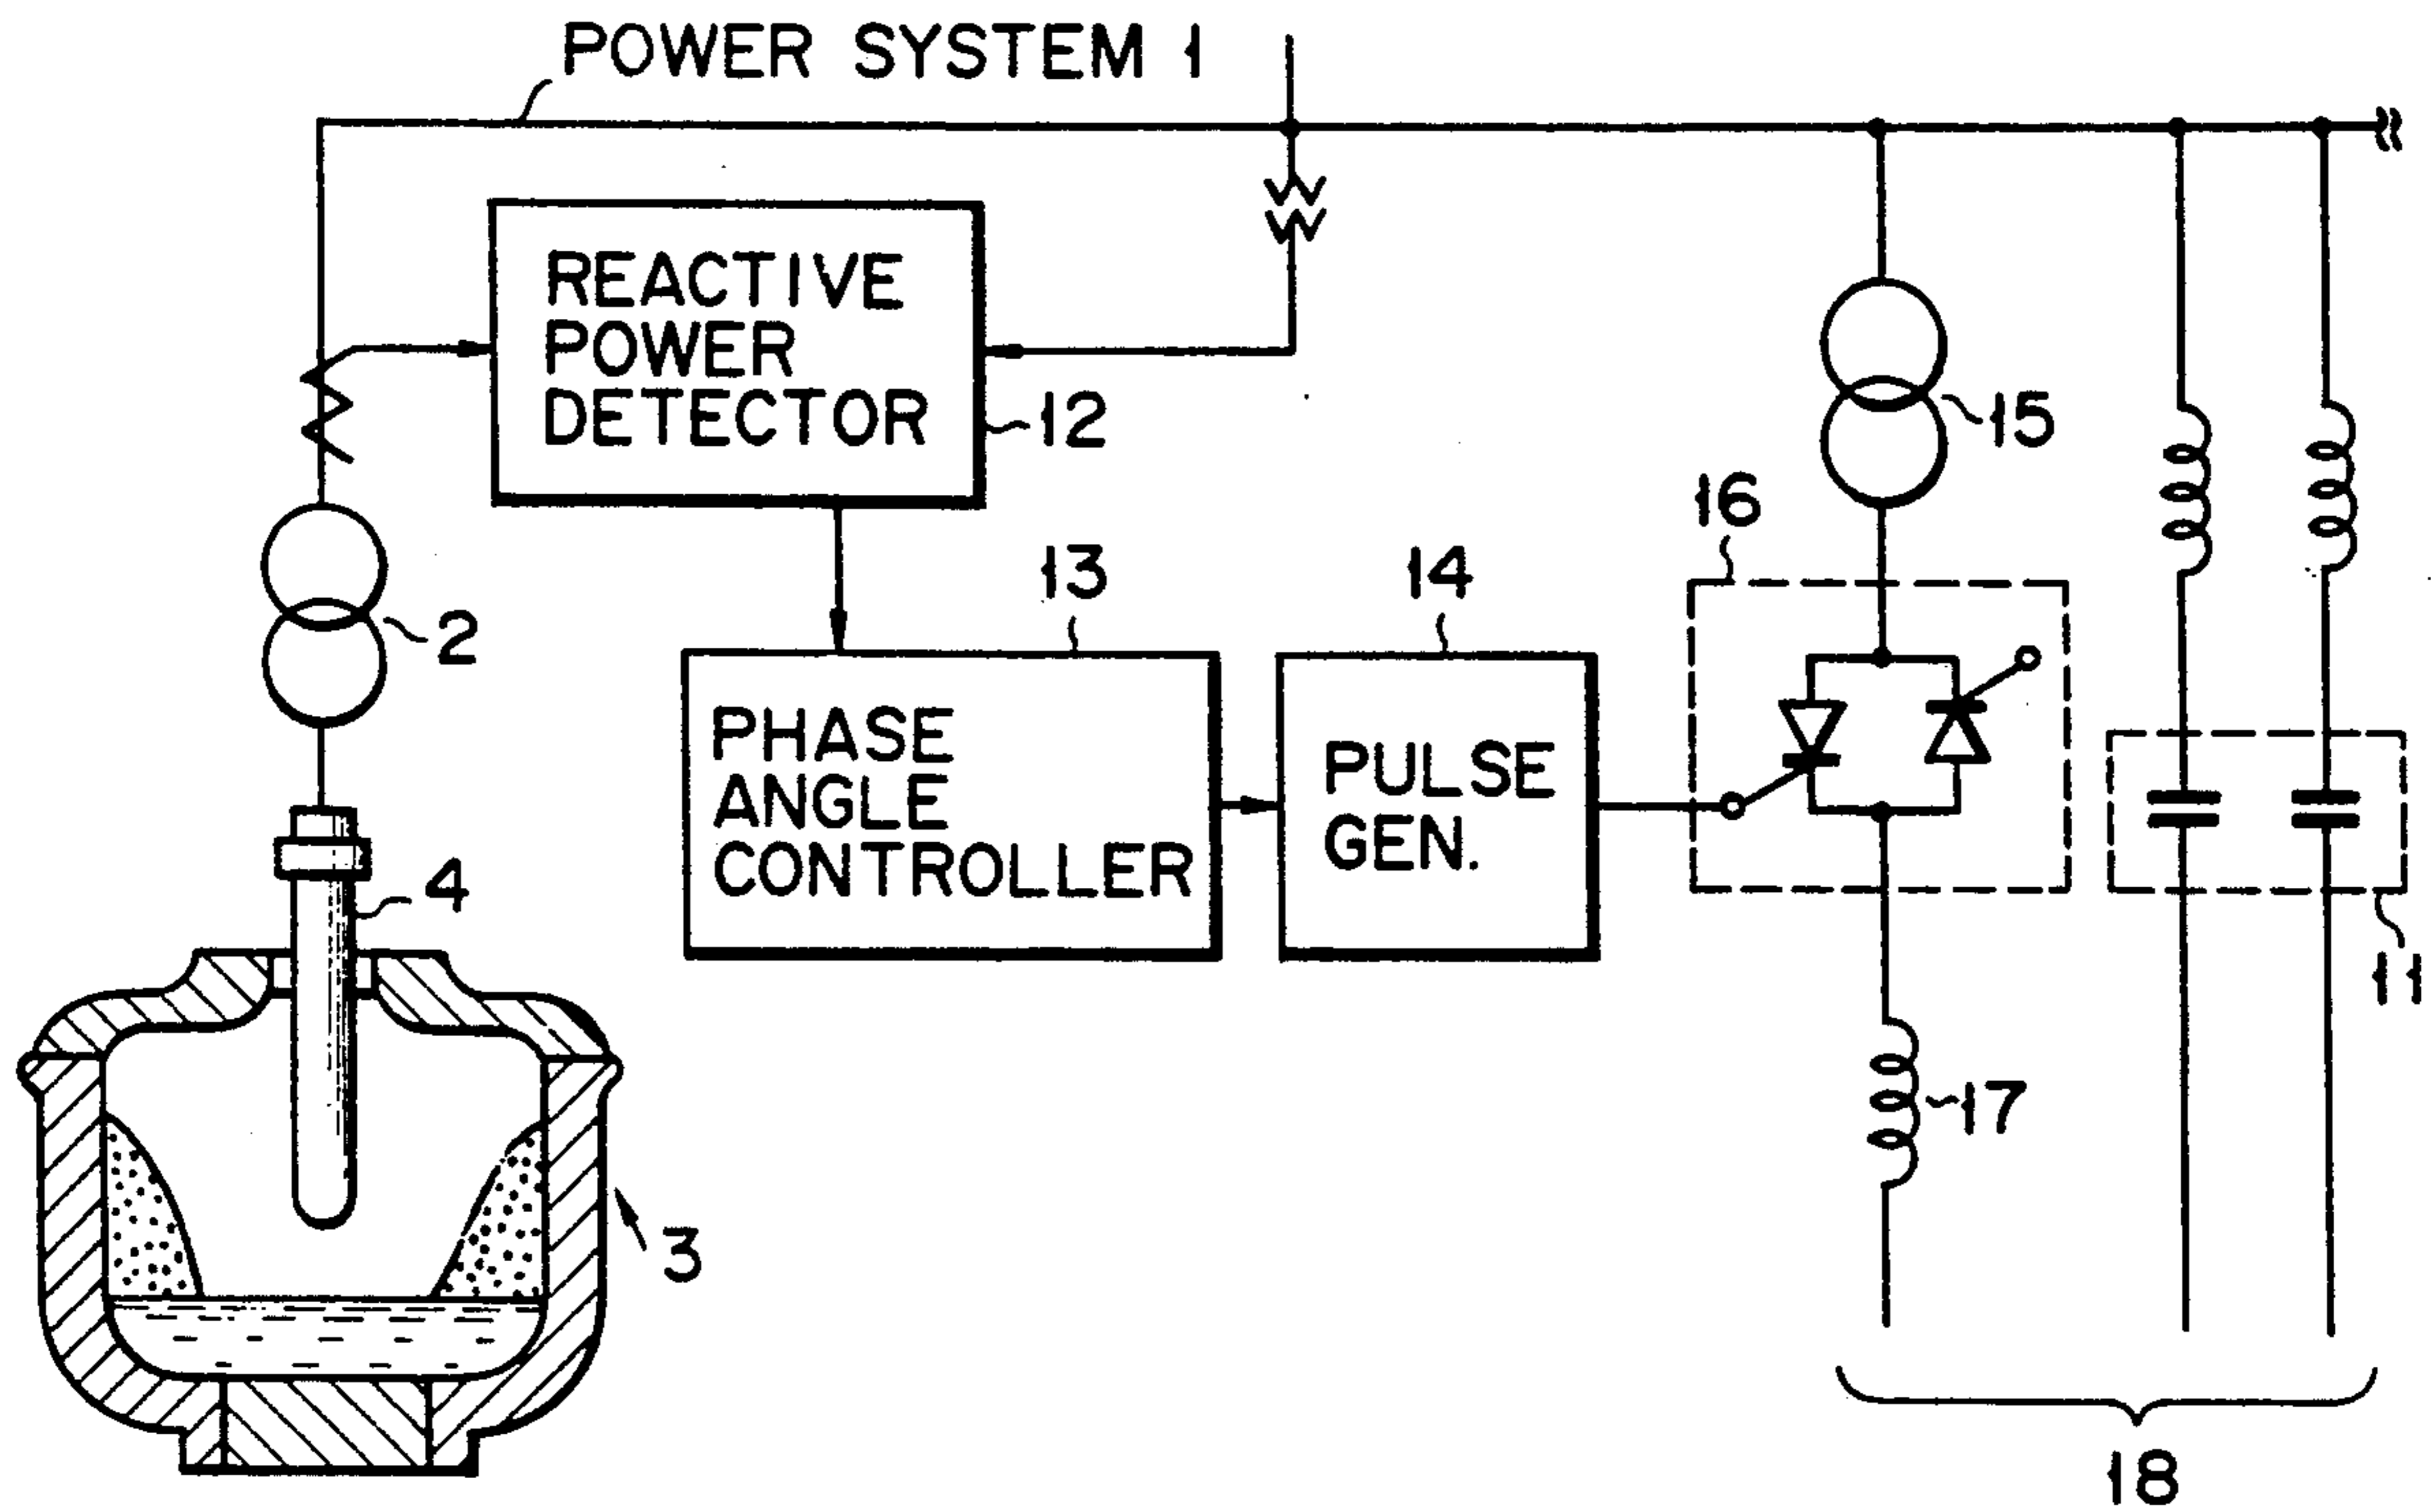 POWER SYSTEM 1
REACTIVE
POWER
DETECTOR
12
15
16
13
14
2
PHASE
ANGLE
CONTROLLER
PULSE
GEN.
4
11
17
3
18